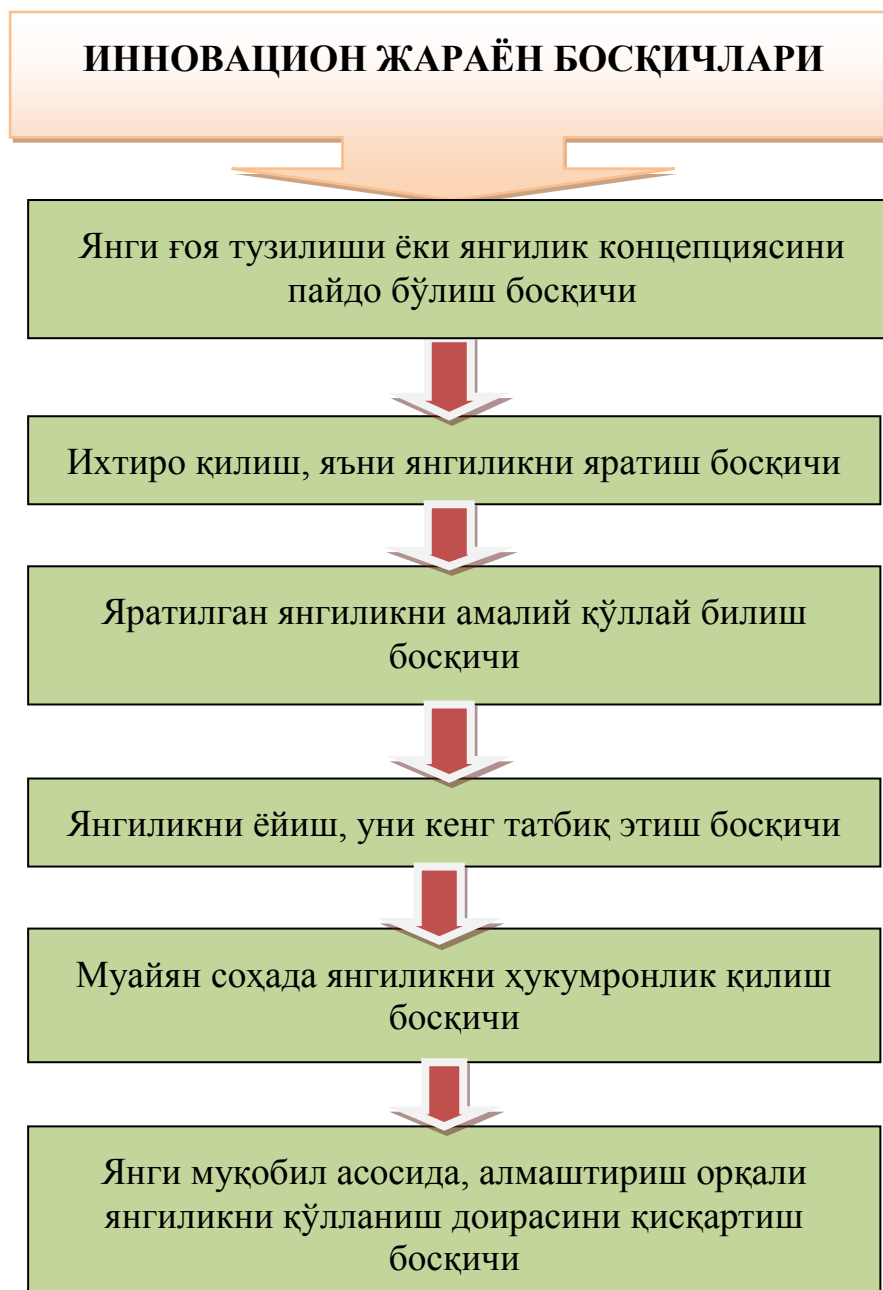 ИННОВАЦИОН ЖАРАЁН БОСҚИЧЛАРИ
Янги ғоя тузилиши ёки янгилик концепциясини
пайдо бўлиш босқичи
Ихтиро қилиш, яъни янгиликни яратиш босқичи
Яратилган янгиликни амалий қўллай билиш
босқичи
Янгиликни ёйиш, уни кенг татбиқ этиш босқичи
Муайян соҳада янгиликни ҳукумронлик қилиш
босқичи
Янги муқобил асосида, алмаштириш орқали
янгиликни қўлланиш доирасини қисқартиш
босқичи